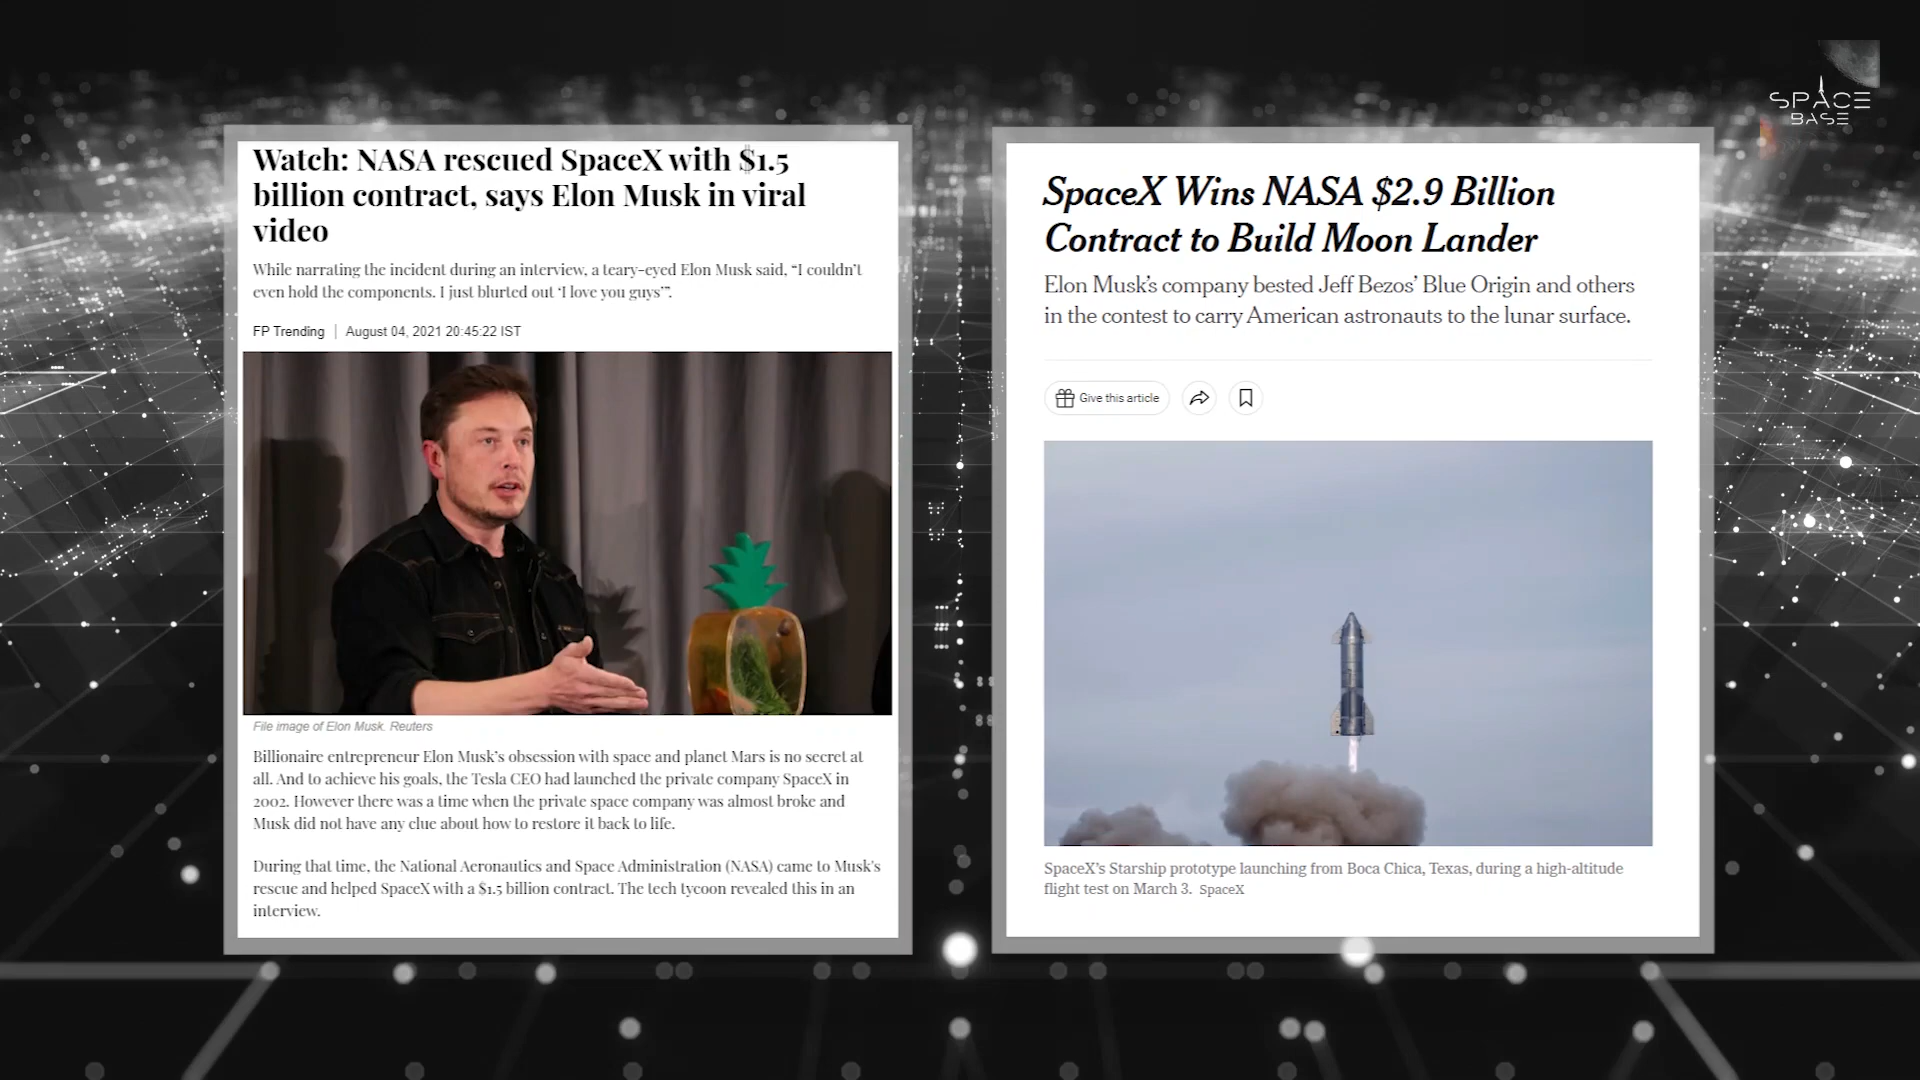 SPACE
BASE
Watch: NASA rescued SpaceX with $1.5
billion contract, says Elon Musk in viral
video
While narrating the incident during an interview, a teary-eyed Elon Musk said, “I couldn’t
even hold the components. I just blurted out ‘I love you guys’”.
FP Trending | August 04, 2021 20:45:22 IST
File image of Elon Musk. Reuters
Billionaire entrepreneur Elon Musk’s obsession with space and planet Mars is no secret at
all. And to achieve his goals, the Tesla CEO had launched the private company SpaceX in
2002. However there was a time when the private space company was almost broke and
Musk did not have any clue about how to restore it back to life.
During that time, the National Aeronautics and Space Administration (NASA) came to Musk’s
rescue and helped SpaceX with a $1.5 billion contract. The tech tycoon revealed this in an
interview.
SpaceX Wins NASA $2.9 Billion
Contract to Build Moon Lander
Elon Musk’s company bested Jeff Bezos’ Blue Origin and others
in the contest to carry American astronauts to the lunar surface.
Give this article
SpaceX’s Starship prototype launching from Boca Chica, Texas, during a high-altitude
flight test on March 3. SpaceX